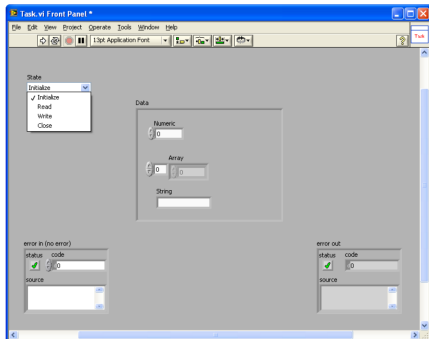 Task.vi Front Panel *
File Edit View Project Operate Tools Window Help
13pt Application Font
Task
State
Initialize
✓ Initialize
Read
Write
Close
Data
Numeric
0
Array
0 0
String
error in (no error)
status code
0
source
error out
status code
0
source